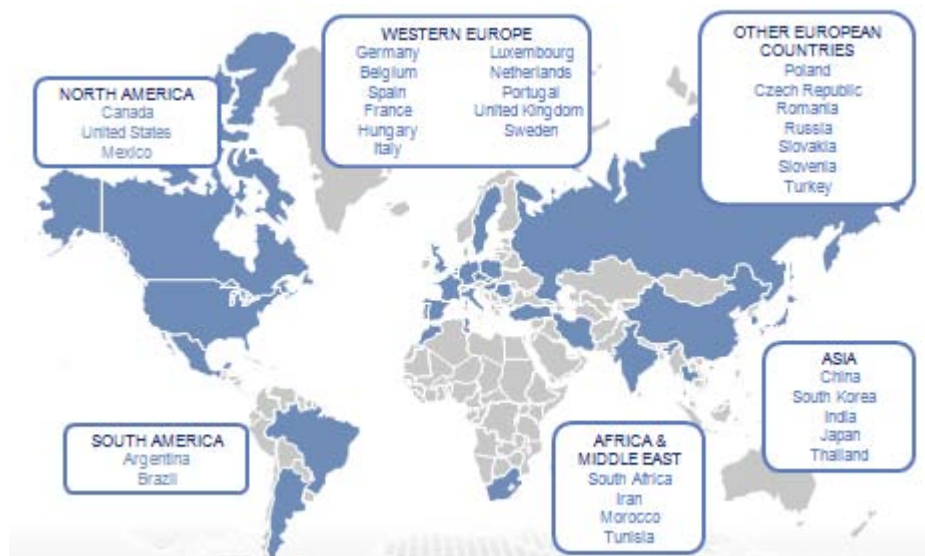 WESTERN EUROPE
Germany
Belgium
Spain
France
Hungary
Italy
Luxembourg
Netherlands
Portugal
United Kingdom
Sweden
OTHER EUROPEAN
COUNTRIES
Poland
Czech Republic
Romania
Russia
Slovakia
Slovenia
Turkey
NORTH AMERICA
Canada
United States
Mexico
ASIA
China
South Korea
India
Japan
Thailand
SOUTH AMERICA
Argentina
Brazil
AFRICA &
MIDDLE EAST
South Africa
Iran
Morocco
Tunisia